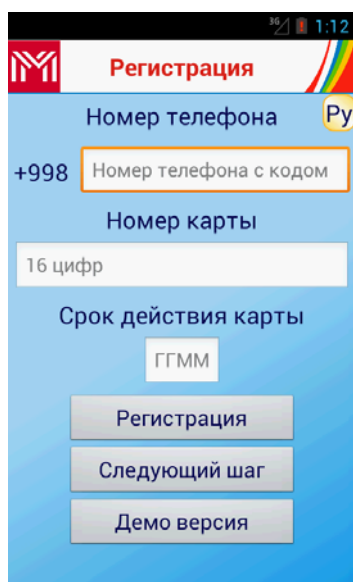 3G 1:12
Регистрация
Номер телефона Ру
+998 Номер телефона с кодом
Номер карты
16 цифр
Срок действия карты
ГГММ
Регистрация
Следующий шаг
Демо версия